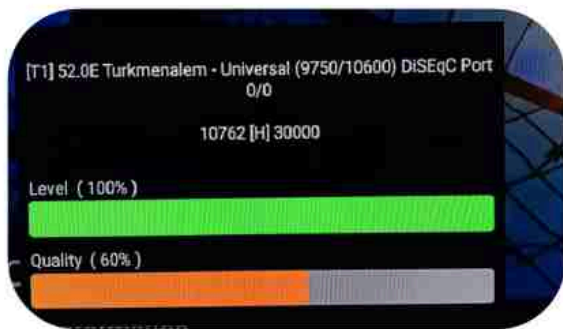 [T1] 52.0E Turkmenalem - Universal (9750/10600) DiSEqC Port
0/0
10762 [H] 30000
Level ( 100% )
Quality ( 60% )